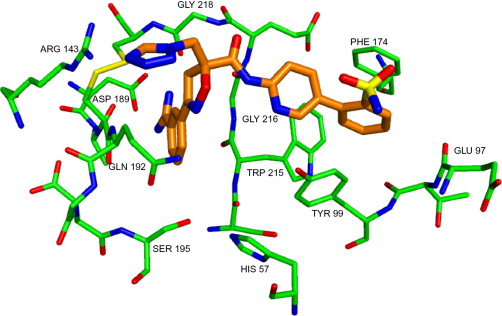 GLY 218
ARG 143
PHE 174
ASP 189
GLY 216
GLN 192
TRP 215
GLU 97
TYR 99
SER 195
HIS 57